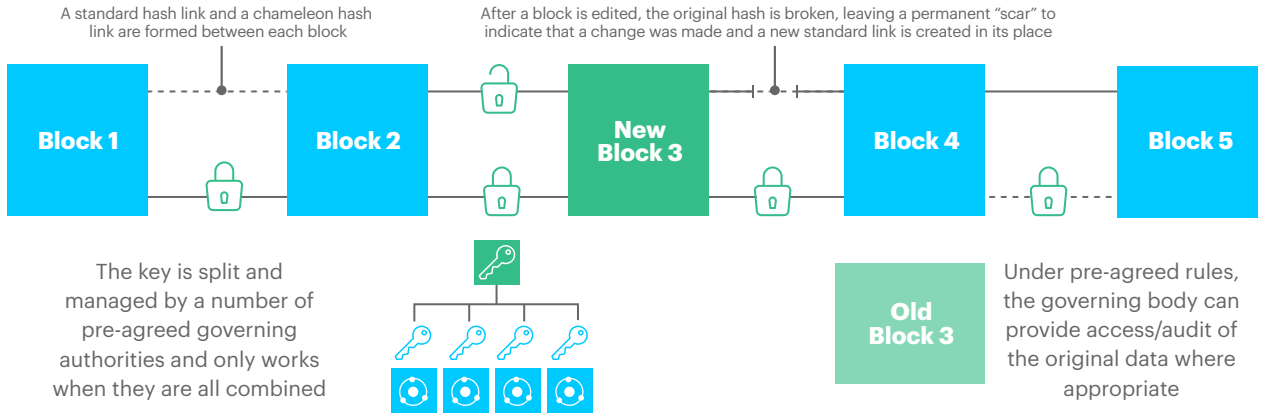 A standard hash link and a chameleon hash
link are formed between each block
After a block is edited, the original hash is broken, leaving a permanent “scar” to
indicate that a change was made and a new standard link is created in its place
Block 1
Block 2
New
Block 3
Block 4
Block 5
The key is split and
managed by a number of
pre-agreed governing
authorities and only works
when they are all combined
Old
Block 3
Under pre-agreed rules,
the governing body can
provide access/audit of
the original data where
appropriate